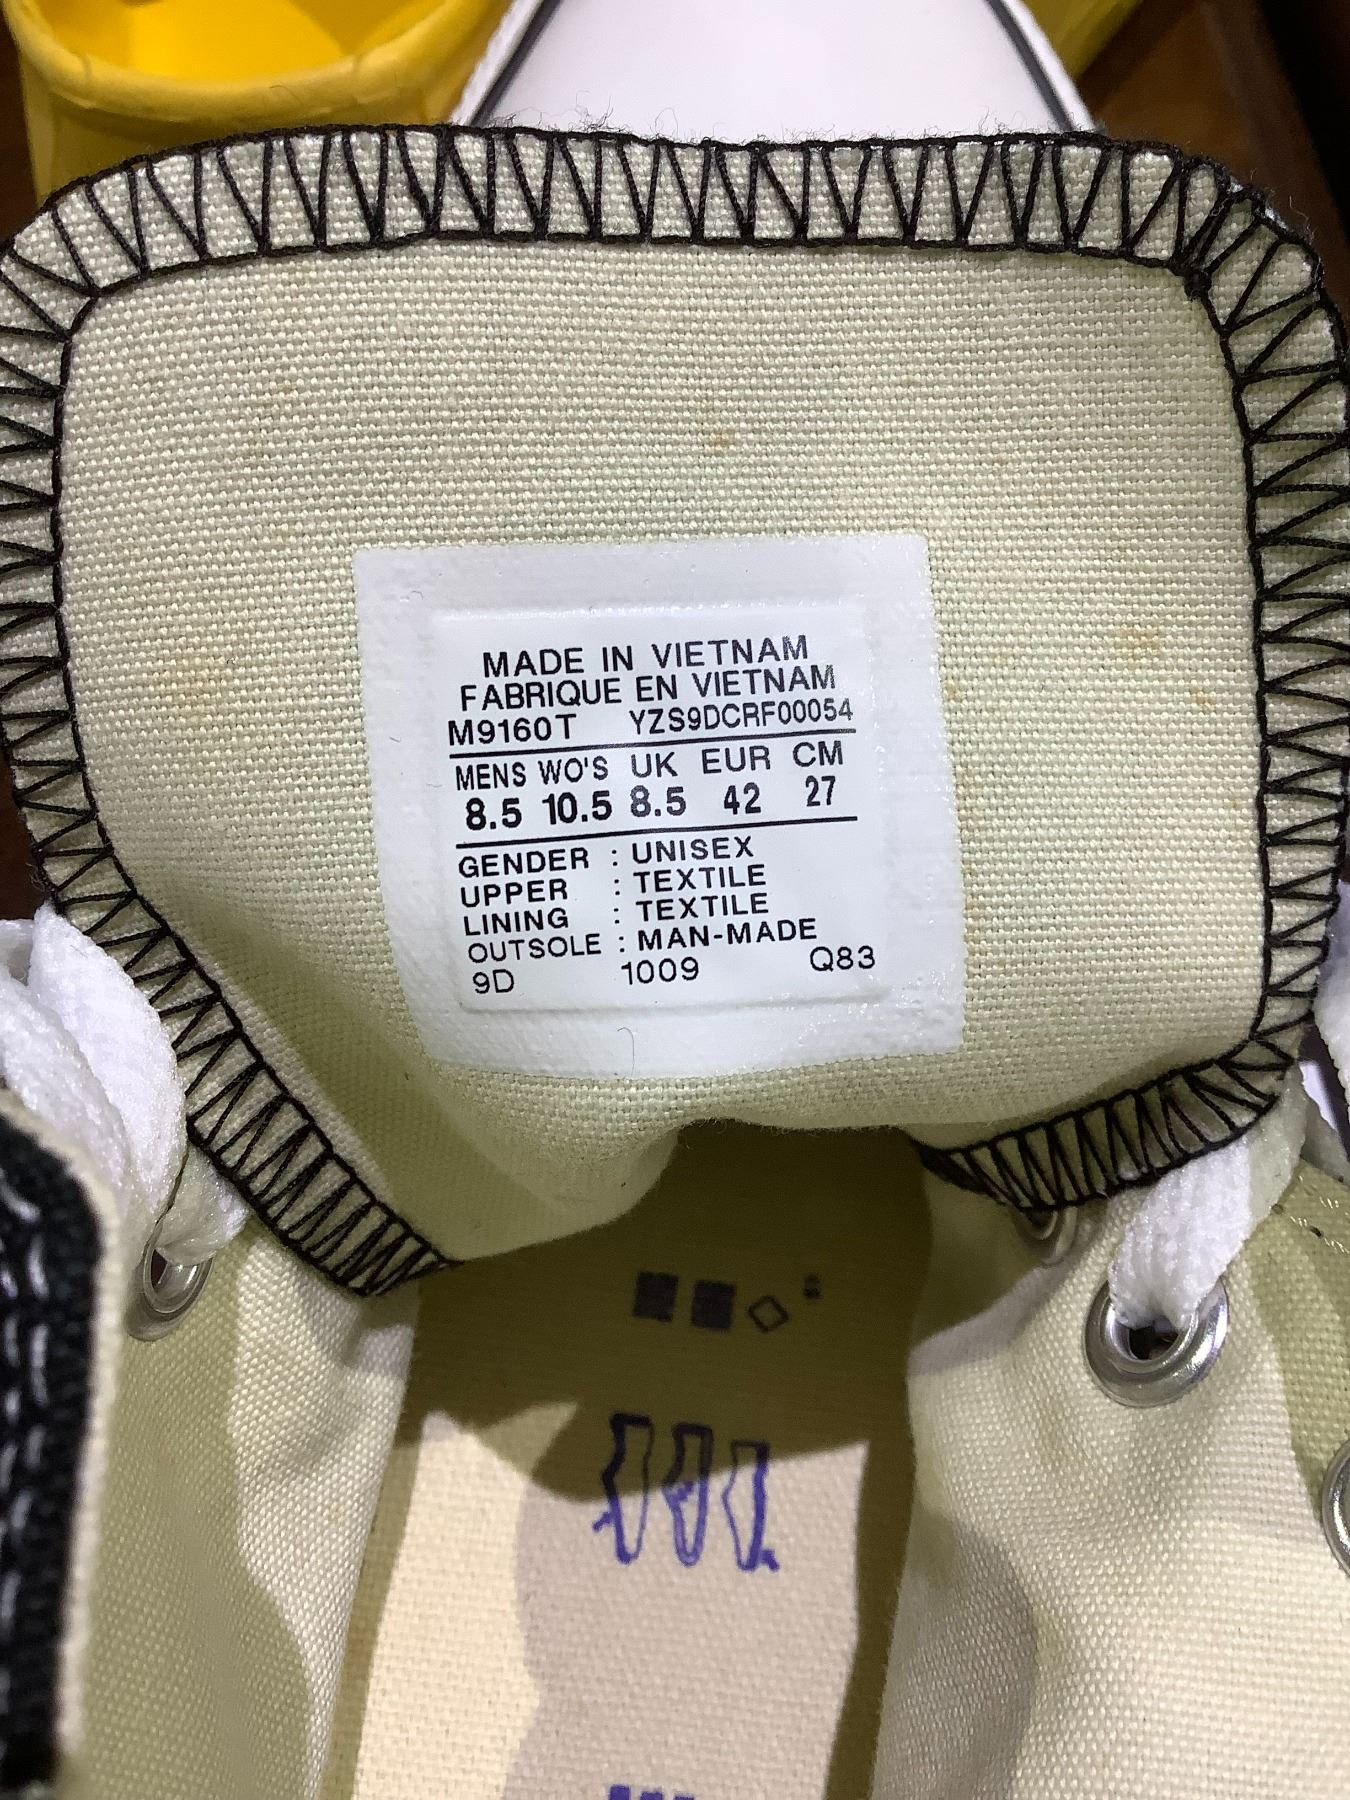 MADE IN VIETNAM
FABRIQUE EN VIETNAM
M9160T YZS9DCRF00054
MENS WO'S UK EUR CM
8.5 10.5 8.5 42 27
GENDER : UNISEX
UPPER : TEXTILE
LINING : TEXTILE
OUTSOLE : MAN-MADE
9D 1009 Q83